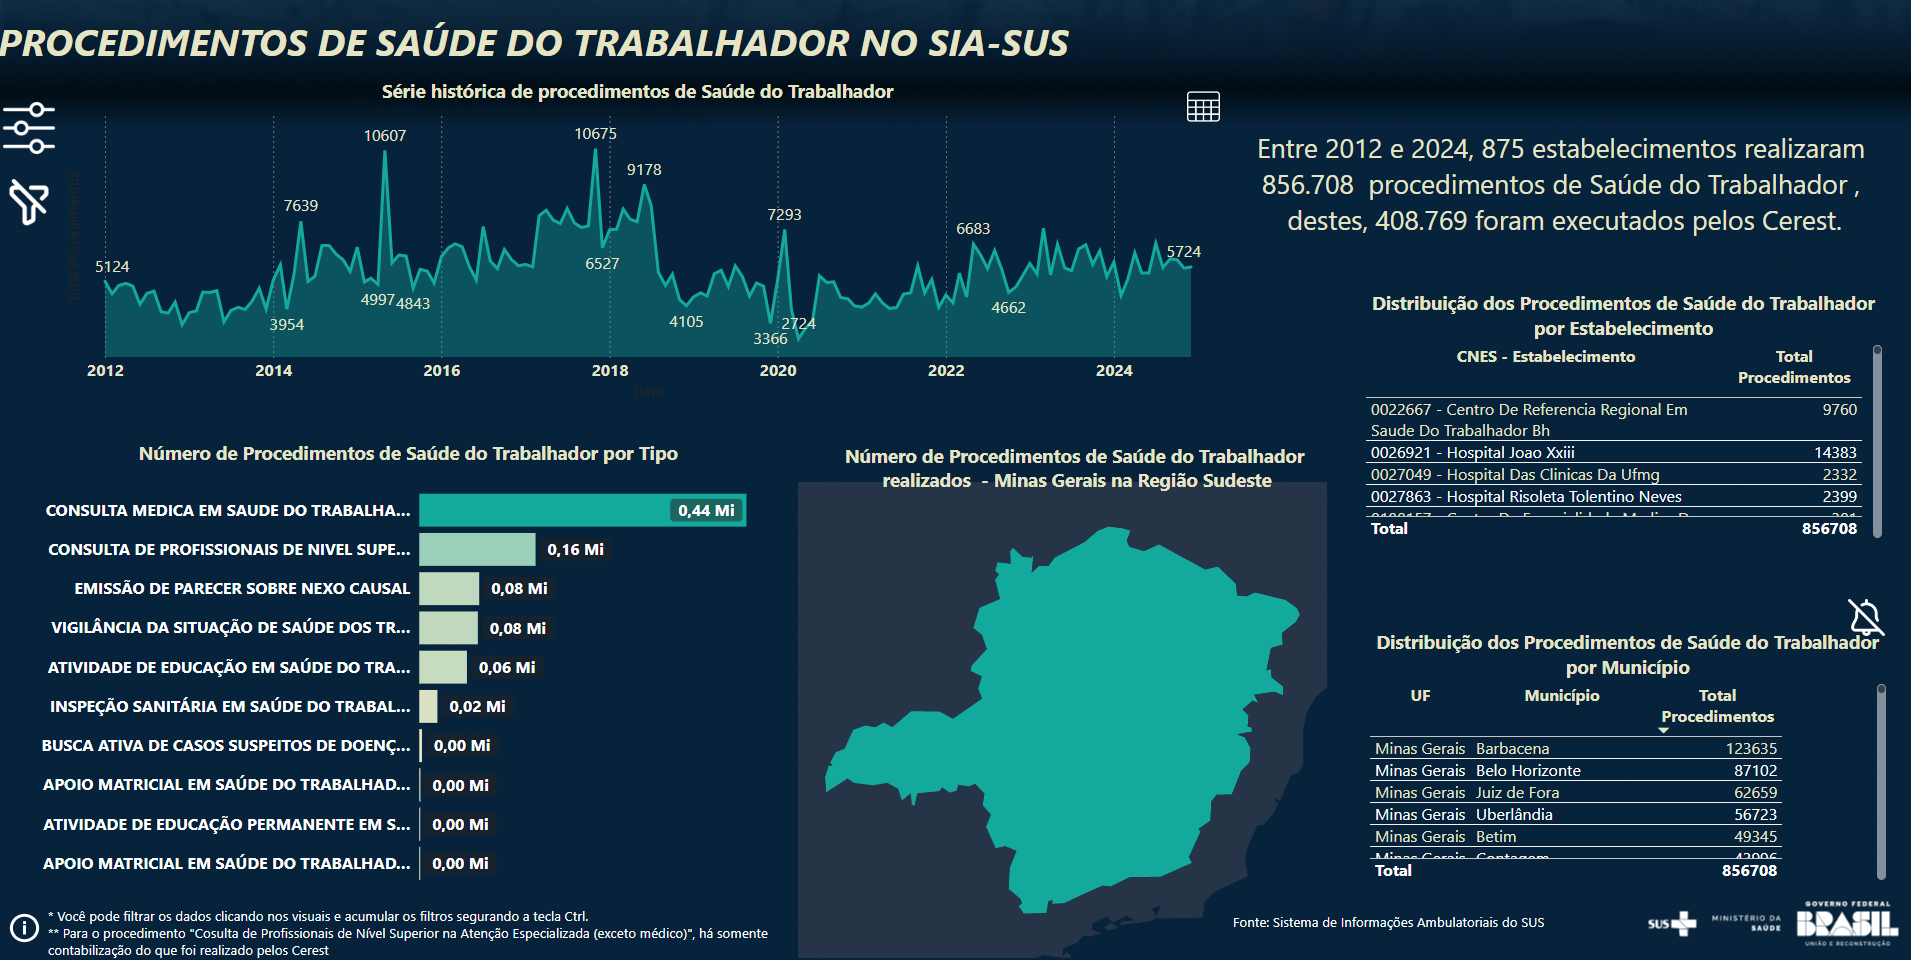 PROCEDIMENTOS DE SAÚDE DO TRABALHADOR NO SIA-SUS
Série histórica de procedimentos de Saúde do Trabalhador
Total Procedimentos
5124
7639
3954
10607
4997
4843
10675
6527
9178
4105
7293
3366
2724
6683
4662
5724
2012
2014
2016
2018
2020
2022
2024
Date
Entre 2012 e 2024, 875 estabelecimentos realizaram
856.708 procedimentos de Saúde do Trabalhador ,
destes, 408.769 foram executados pelos Cerest.
Distribuição dos Procedimentos de Saúde do Trabalhador
por Estabelecimento
CNES - Estabelecimento Total
Procedimentos
0022667 - Centro De Referencia Regional Em 9760
Saude Do Trabalhador Bh
0026921 - Hospital Joao Xxiii 14383
0027049 - Hospital Das Clinicas Da Ufmg 2332
0027863 - Hospital Risoleta Tolentino Neves 2399
Total 856708
Número de Procedimentos de Saúde do Trabalhador por Tipo
CONSULTA MEDICA EM SAUDE DO TRABALHA... 0,44 Mi
CONSULTA DE PROFISSIONAIS DE NIVEL SUPE... 0,16 Mi
EMISSÃO DE PARECER SOBRE NEXO CAUSAL 0,08 Mi
VIGILÂNCIA DA SITUAÇÃO DE SAÚDE DOS TR... 0,08 Mi
ATIVIDADE DE EDUCAÇÃO EM SAÚDE DO TRA... 0,06 Mi
INSPEÇÃO SANITÁRIA EM SAÚDE DO TRABAL... 0,02 Mi
BUSCA ATIVA DE CASOS SUSPEITOS DE DOENÇ... 0,00 Mi
APOIO MATRICIAL EM SAÚDE DO TRABALHAD... 0,00 Mi
ATIVIDADE DE EDUCAÇÃO PERMANENTE EM S... 0,00 Mi
APOIO MATRICIAL EM SAÚDE DO TRABALHAD... 0,00 Mi
Número de Procedimentos de Saúde do Trabalhador
realizados - Minas Gerais na Região Sudeste
Distribuição dos Procedimentos de Saúde do Trabalhador
por Município
UF Município Total
Procedimentos
Minas Gerais Barbacena 123635
Minas Gerais Belo Horizonte 87102
Minas Gerais Juiz de Fora 62659
Minas Gerais Uberlândia 56723
Minas Gerais Betim 49345
Minas Gerais Contagem
Total 856708
* Você pode filtrar os dados clicando nos visuais e acumular os filtros segurando a tecla Ctrl.
** Para o procedimento "Cosulta de Profissionais de Nível Superior na Atenção Especializada (exceto médico)", há somente
contabilização do que foi realizado pelos Cerest
Fonte: Sistema de Informações Ambulatoriais do SUS
SUS
MINISTÉRIO DA
SAÚDE
GOVERNO FEDERAL
BRASIL
UNIÃO E RECONSTRUÇÃO